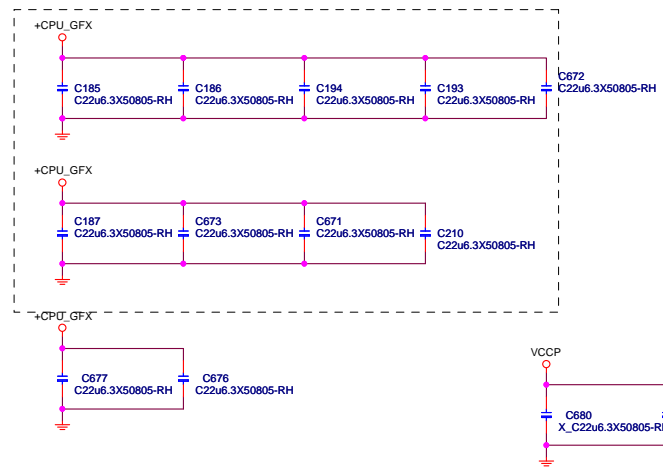 +CPU_GFX
C185
C22u6.3X50805-RH
C186
C22u6.3X50805-RH
C194
C22u6.3X50805-RH
C193
C22u6.3X50805-RH
C672
C22u6.3X50805-RH
+CPU_GFX
C187
C22u6.3X50805-RH
C673
C22u6.3X50805-RH
C671
C22u6.3X50805-RH
C210
C22u6.3X50805-RH
+CPU_GFX
C677
C22u6.3X50805-RH
C676
C22u6.3X50805-RH
VCCP
C680
X_C22u6.3X50805-RH